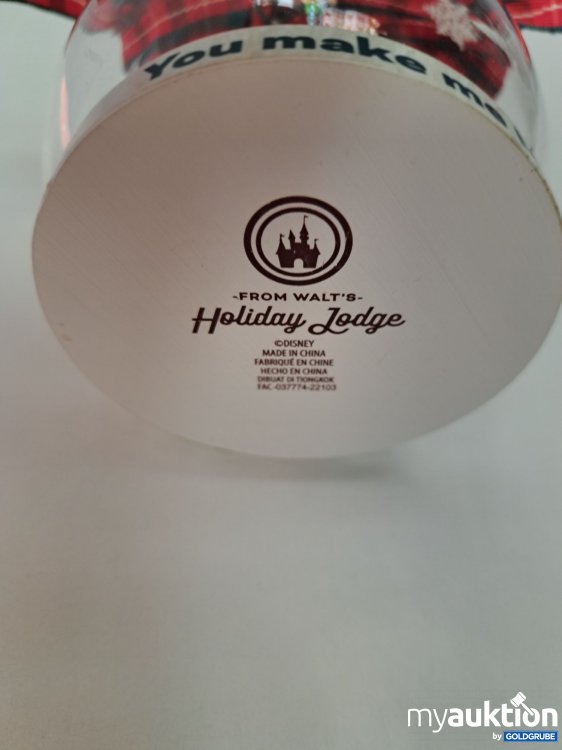 You make me
-FROM WALT'S-
Holiday Lodge
©DISNEY
MADE IN CHINA
FABRIQUÉ EN CHINE
HECHO EN CHINA
DIBUAT DI TIONGKOK
FAC-037774-22103
myauktion
by GOLDGRUBE